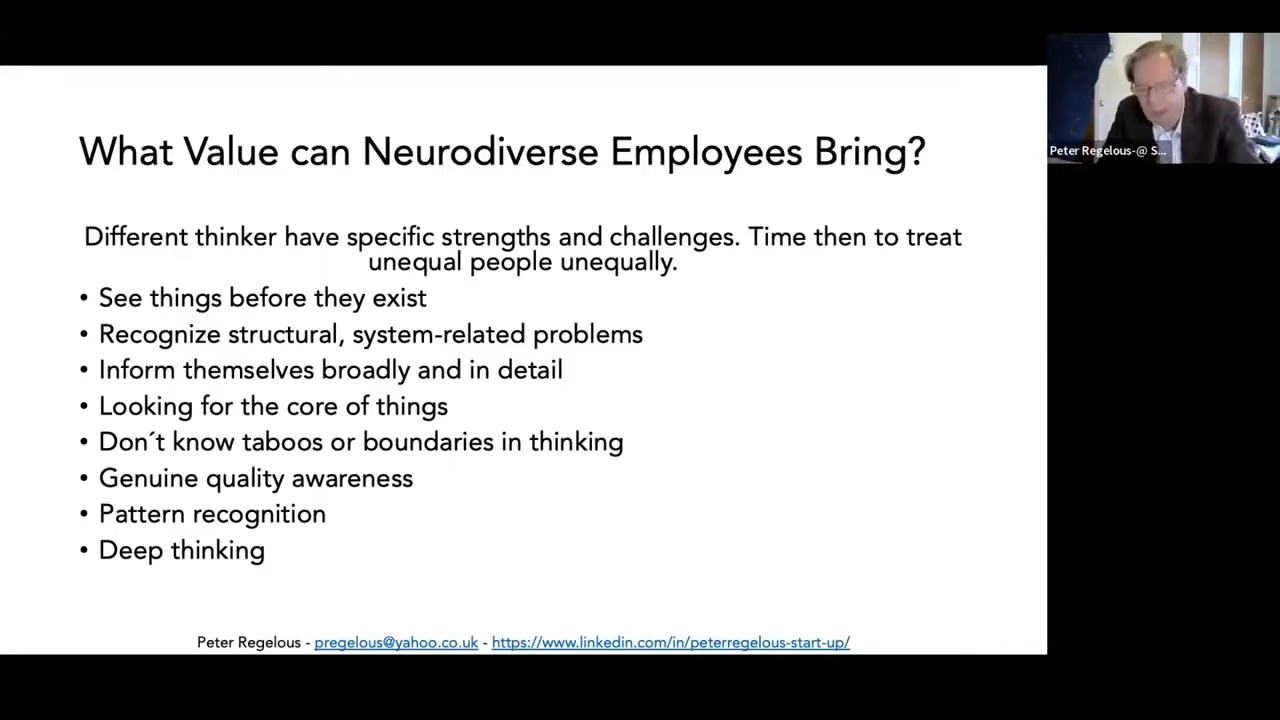 What Value can Neurodiverse Employees Bring?
Different thinker have specific strengths and challenges. Time then to treat
unequal people unequally.
• See things before they exist
• Recognize structural, system-related problems
• Inform themselves broadly and in detail
• Looking for the core of things
• Don´t know taboos or boundaries in thinking
• Genuine quality awareness
• Pattern recognition
• Deep thinking
Peter Regelous - pregelous@yahoo.co.uk - https://www.linkedin.com/in/peterregelous-start-up/
Peter Regelous-@ S...